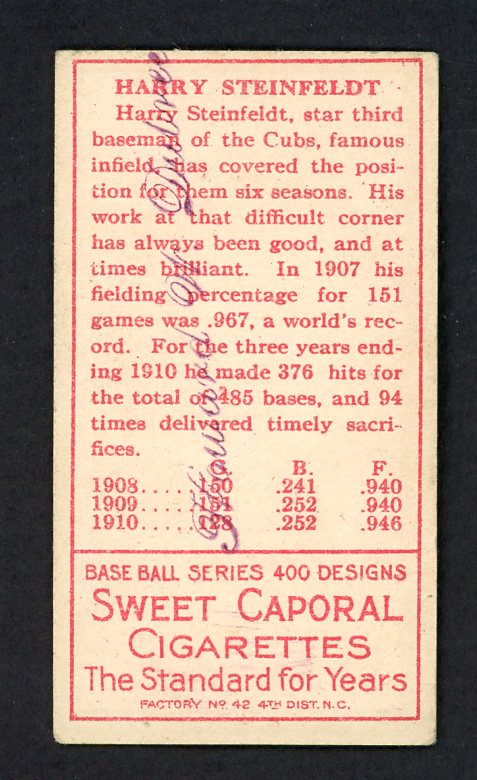 HARRY STEINFELDT
Harry Steinfeldt, star third
baseman of the Cubs, famous
infield, has covered the posi-
tion for them six seasons. His
work at that difficult corner
has always been good, and at
times brilliant. In 1907 his
fielding percentage for 151
games was .967, a world's rec-
ord. For the three years end-
ing 1910 he made 376 hits for
the total of 485 bases, and 94
times delivered timely sacri-
fices.
G. B. F.
1908.....150 .241 .940
1909.....151 .252 .940
1910.....128 .252 .946
BASE BALL SERIES 400 DESIGNS
SWEET CAPORAL
CIGARETTES
The Standard for Years
FACTORY No. 42 4TH DIST. N.C.
Howard